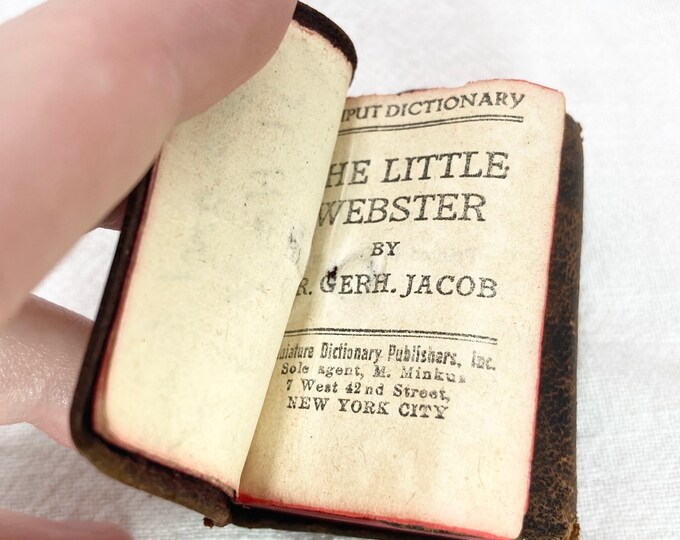 IPUT DICTIONARY
HE LITTLE
WEBSTER
BY
R. GERH. JACOB
iature Dictionary Publishers, Inc.
Sole agent, M. Minkus
7 West 42nd Street,
NEW YORK CITY